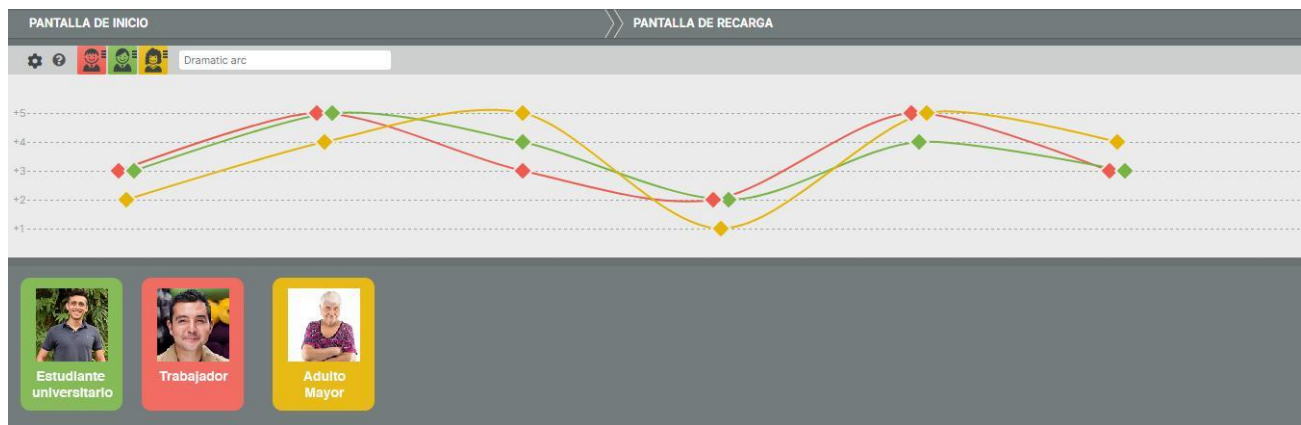 PANTALLA DE INICIO
PANTALLA DE RECARGA
Dramatic arc
+5
+4
+3
+2
+1
Estudiante
universitario
Trabajador
Adulto
Mayor